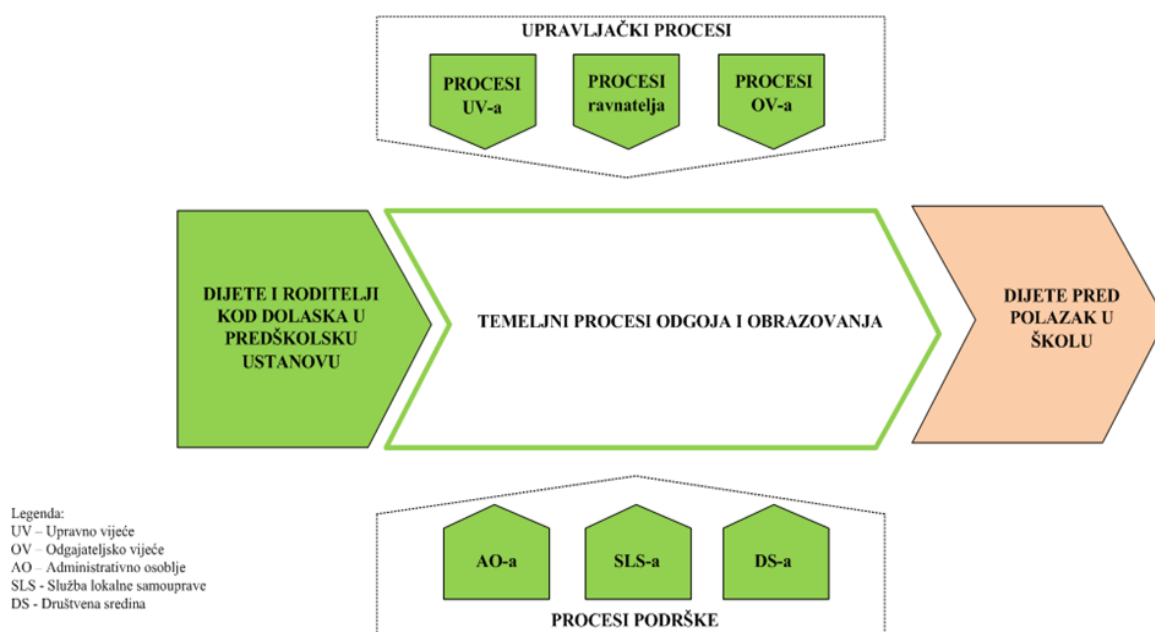 UPRAVLJAČKI PROCESI
PROCESI
UV-a
PROCESI
ravnatelja
PROCESI
OV-a
DIJETE I RODITELJI
KOD DOLASKA U
PREDŠKOLSKU
USTANOVU
TEMELJNI PROCESI ODGOJA I OBRAZOVANJA
DIJETE PRED
POLAZAK U
ŠKOLU
AO-a
SLS-a
DS-a
PROCESI PODRŠKE
Legenda:
UV – Upravno vijeće
OV – Odgajateljsko vijeće
AO – Administrativno osoblje
SLS - Služba lokalne samouprave
DS - Društvena sredina